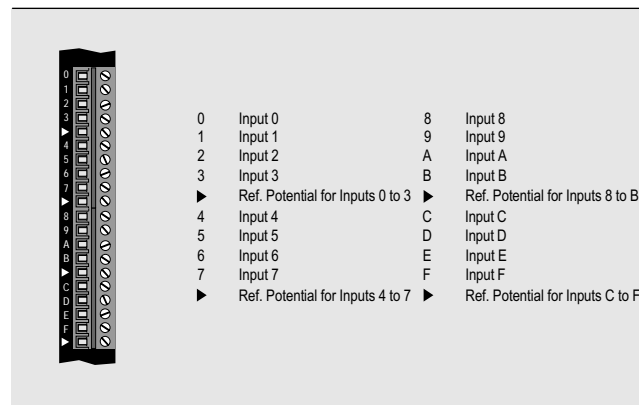 0
1
2
3
▶
4
5
6
7
▶
8
9
A
B
▶
C
D
E
F
▶
0 Input 0
1 Input 1
2 Input 2
3 Input 3
▶ Ref. Potential for Inputs 0 to 3
4 Input 4
5 Input 5
6 Input 6
7 Input 7
▶ Ref. Potential for Inputs 4 to 7
8 Input 8
9 Input 9
A Input A
B Input B
▶ Ref. Potential for Inputs 8 to B
C Input C
D Input D
E Input E
F Input F
▶ Ref. Potential for Inputs C to F